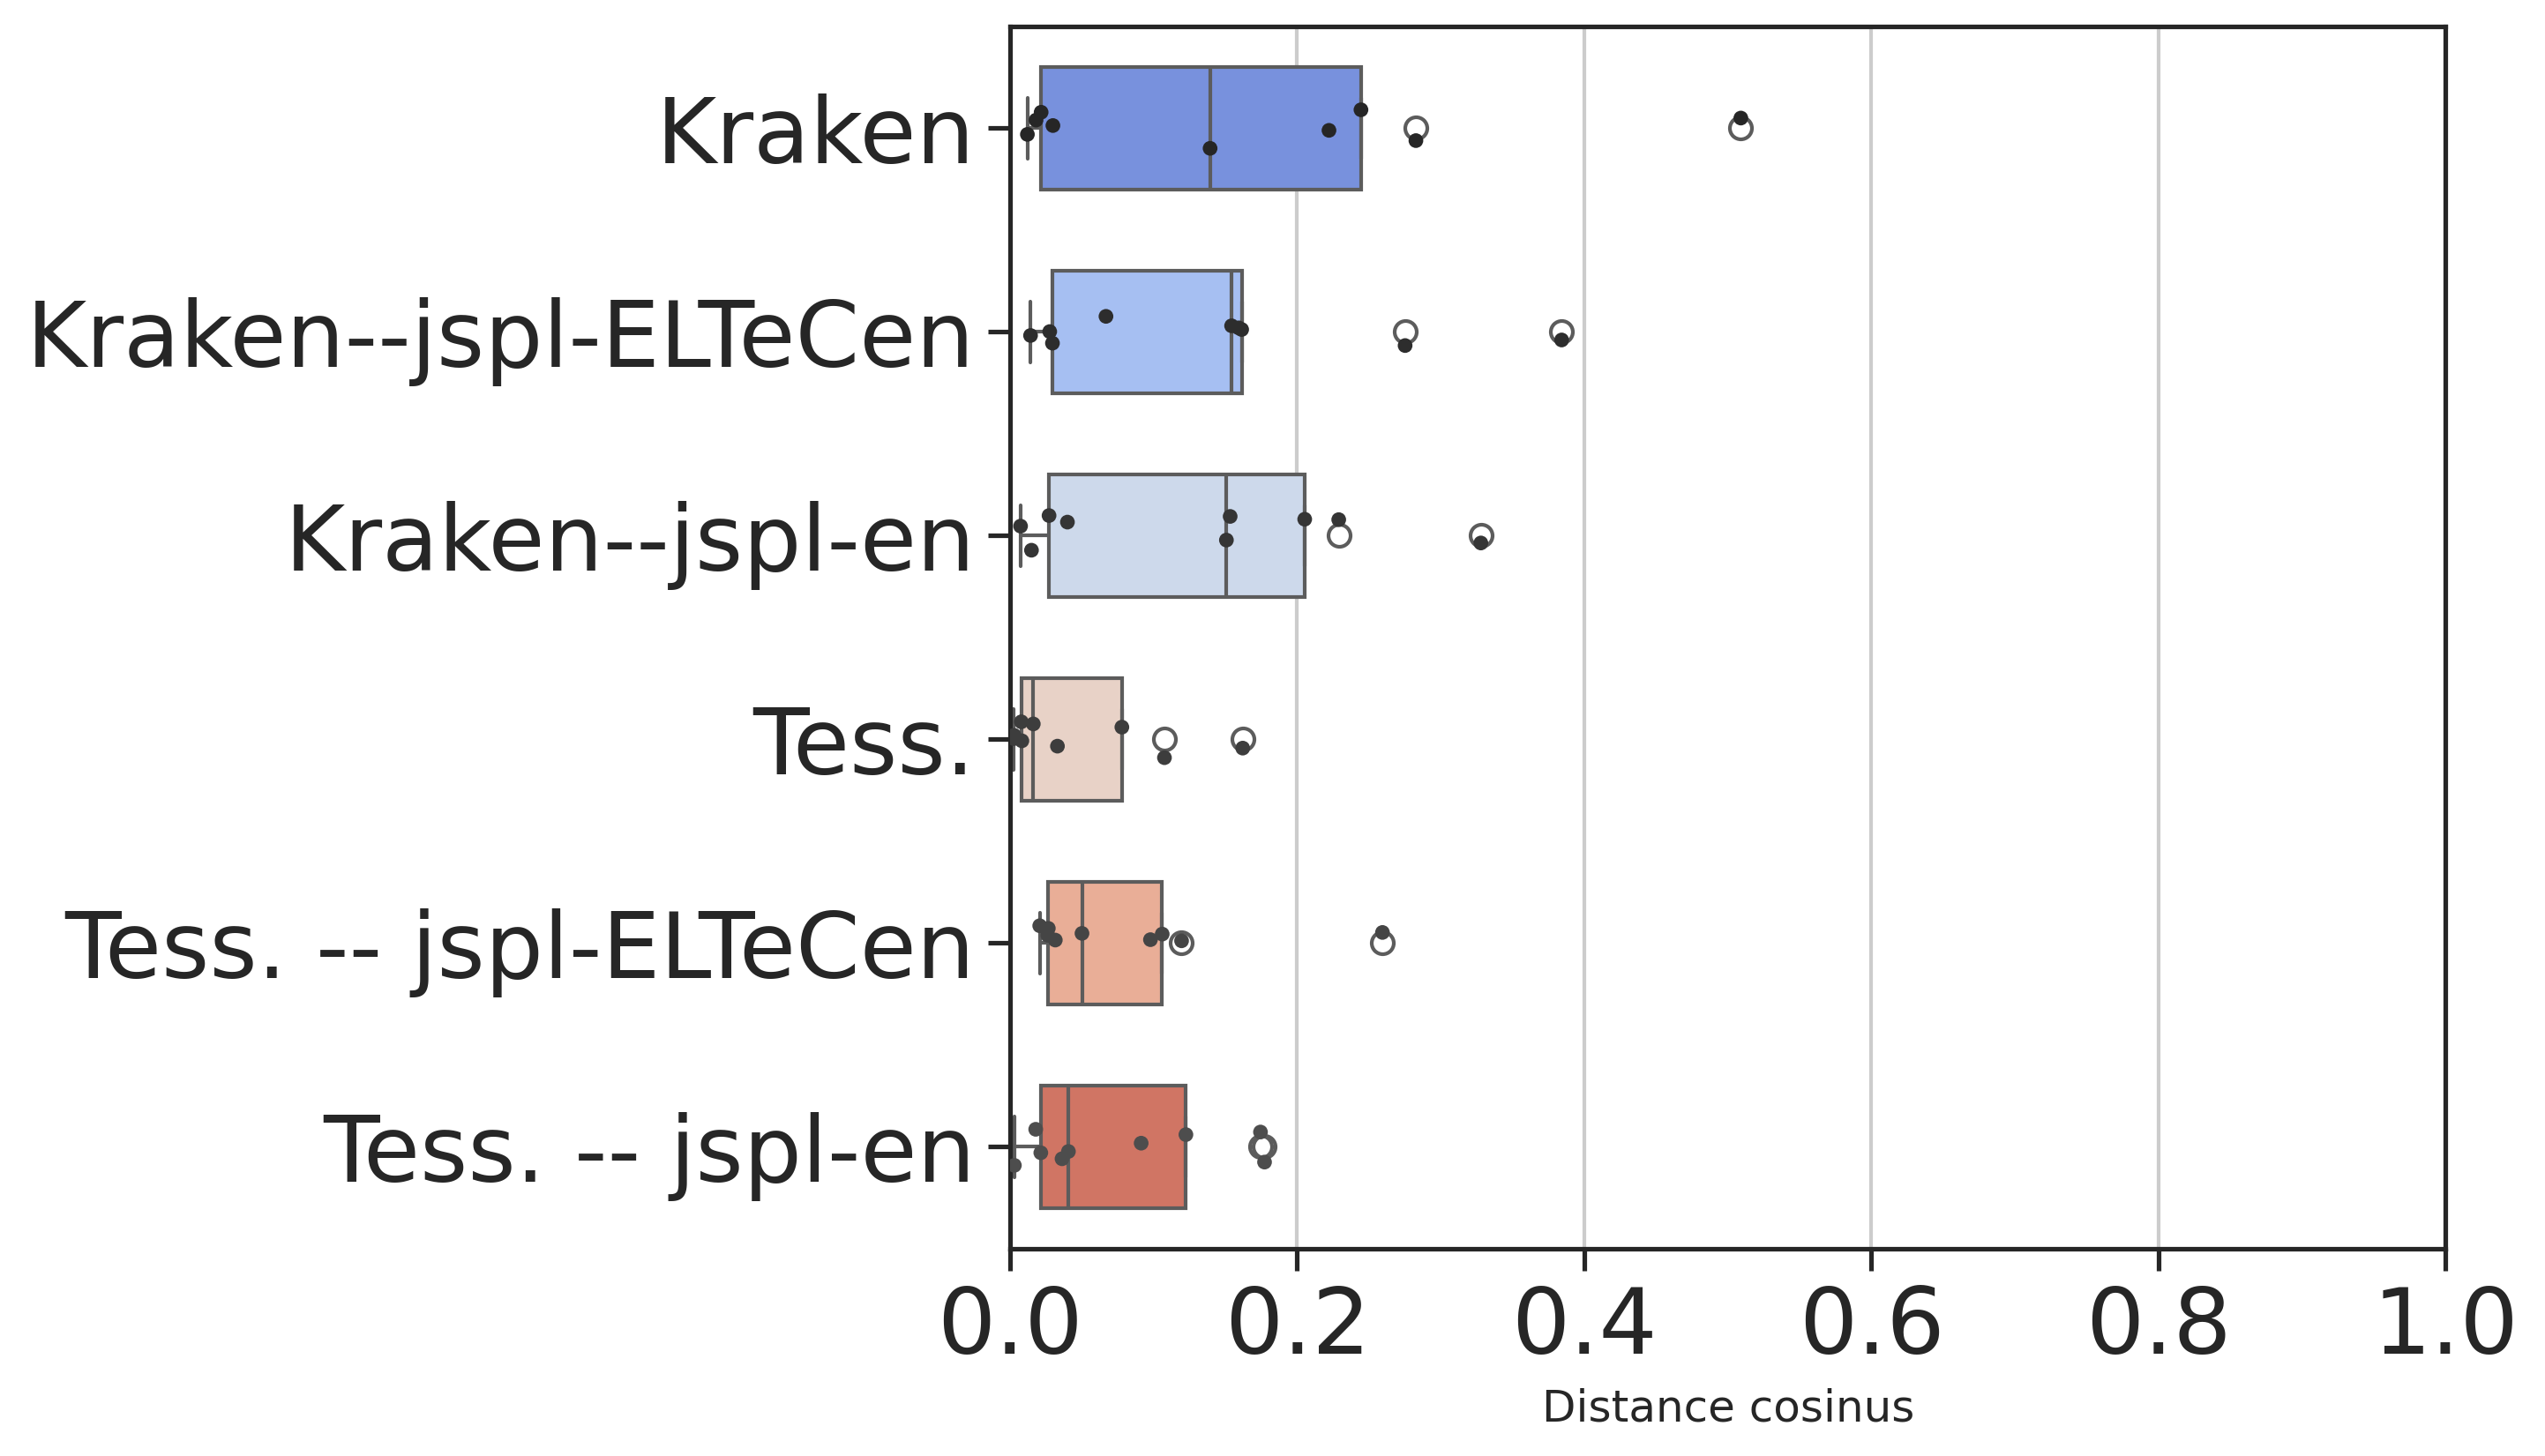 Kraken
Kraken--jspl-ELTeCen
Kraken--jspl-en
Tess.
Tess. -- jspl-ELTeCen
Tess. -- jspl-en
0.0 0.2 0.4 0.6 0.8 1.0
Distance cosinus